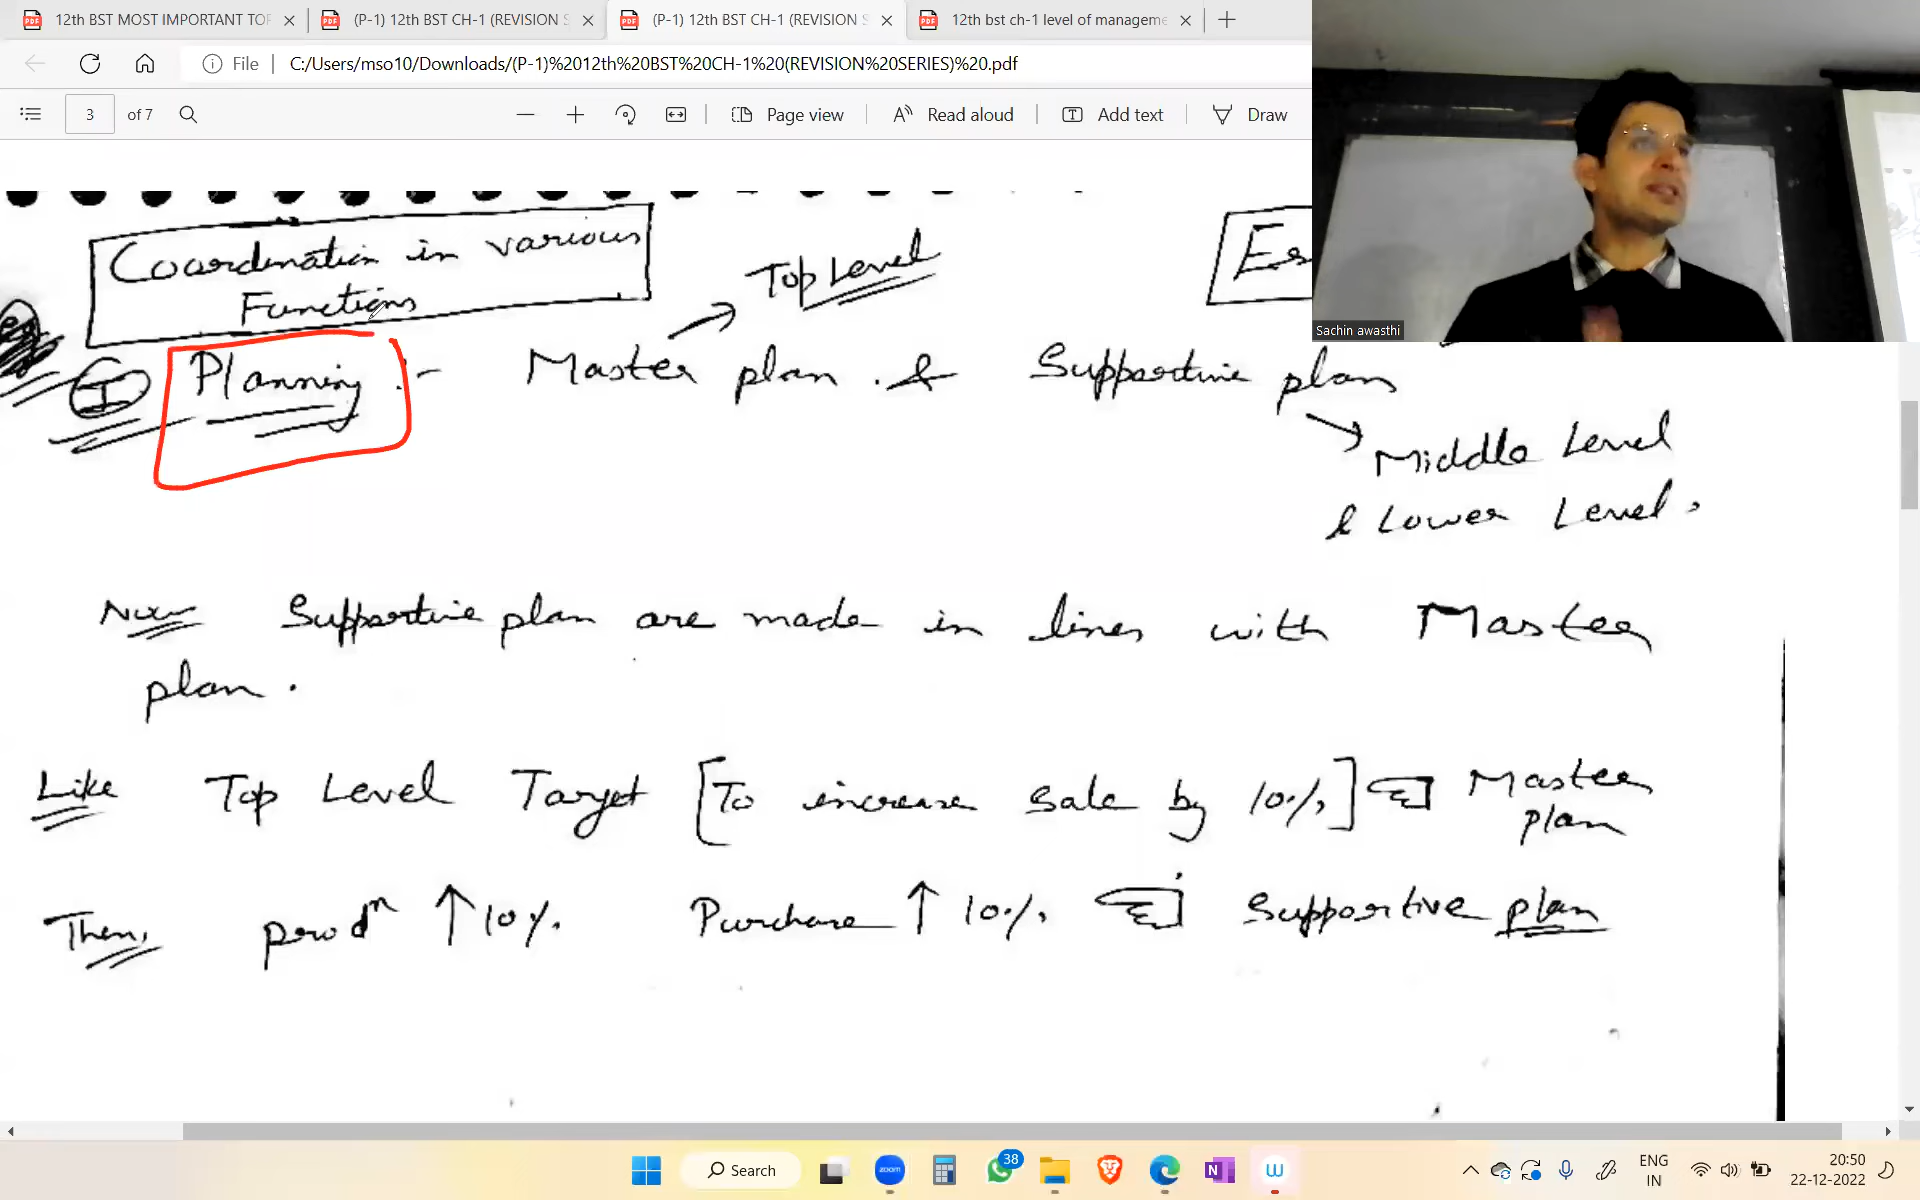 12th BST MOST IMPORTANT TOP
(P-1) 12th BST CH-1 (REVISION S
(P-1) 12th BST CH-1 (REVISION S
12th bst ch-1 level of manageme
File
C:/Users/mso10/Downloads/(P-1)%2012th%20BST%20CH-1%20(REVISION%20SERIES)%20.pdf
3 of 7
Page view
Read aloud
Add text
Draw
Sachin awasthi
Coordination in various
Functions
Top Level
Es
I Planning :- Master plan . & Supportive plan
Middle Level
& Lower Level.
Now Supportive plan are made in lines with Master
plan.
Like Top Level Target [To increase sale by 10%] Master
plan
Then, prodn ↑ 10%. Purchase ↑ 10%. Supportive plan
Search
zoom
38
N
W
ENG
IN
20:50
22-12-2022